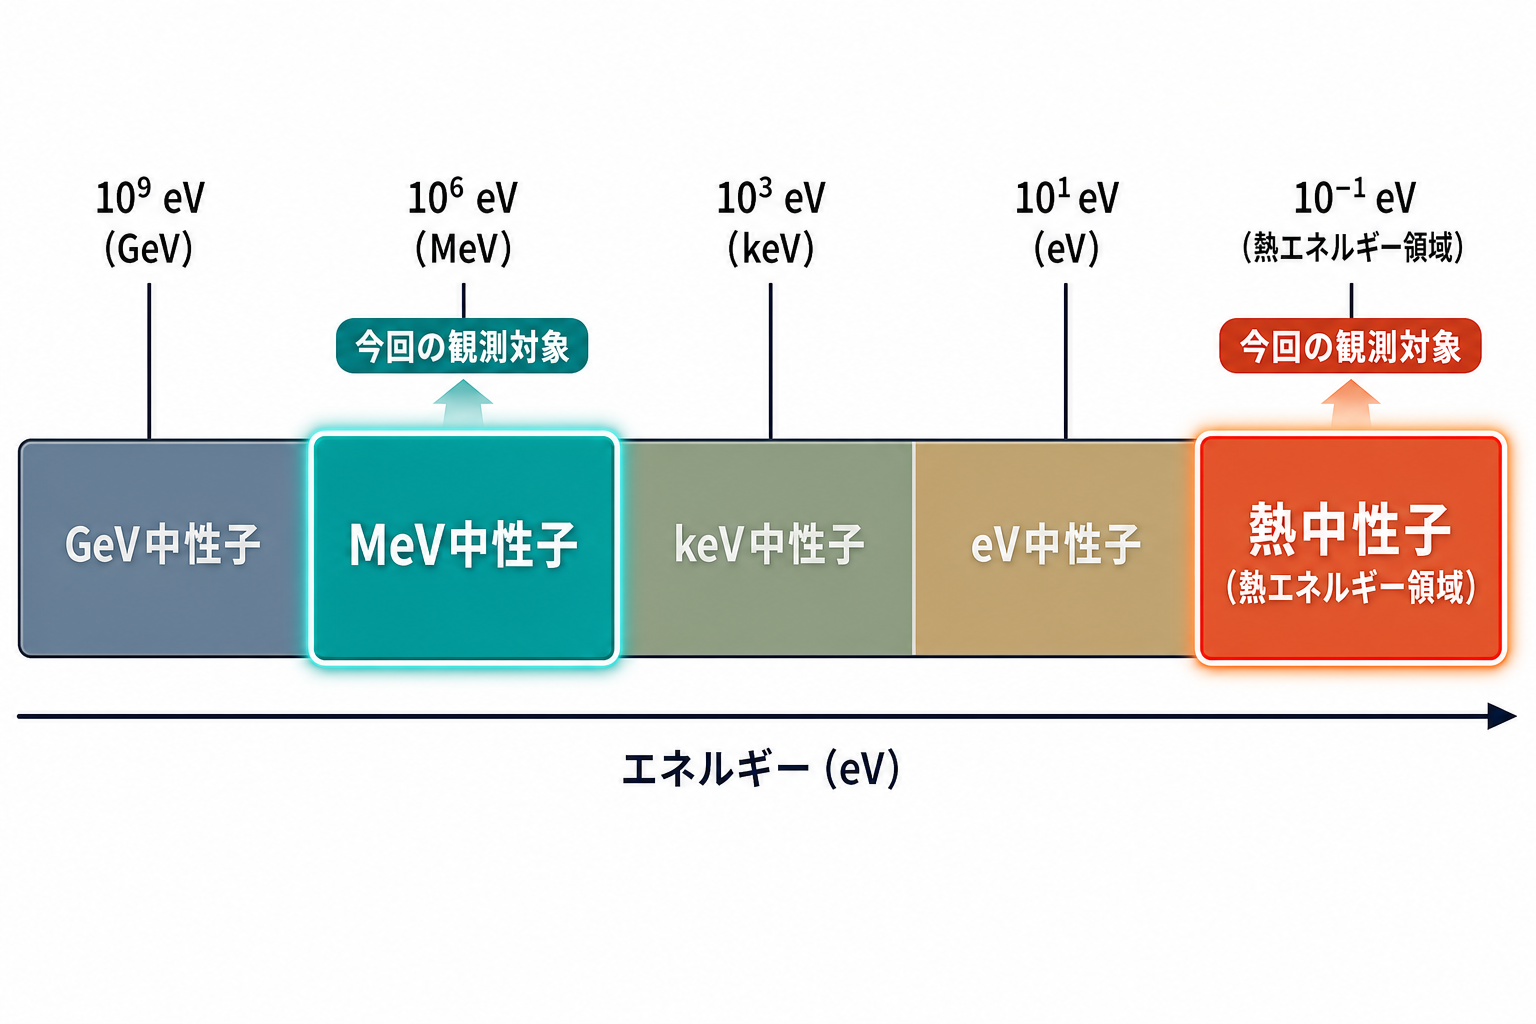 10⁹ eV
(GeV)
10⁶ eV
(MeV)
10³ eV
(keV)
10¹ eV
(eV)
10⁻¹ eV
(熱エネルギー領域)
今回の観測対象
今回の観測対象
GeV中性子
MeV中性子
keV中性子
eV中性子
熱中性子
(熱エネルギー領域)
エネルギー (eV)